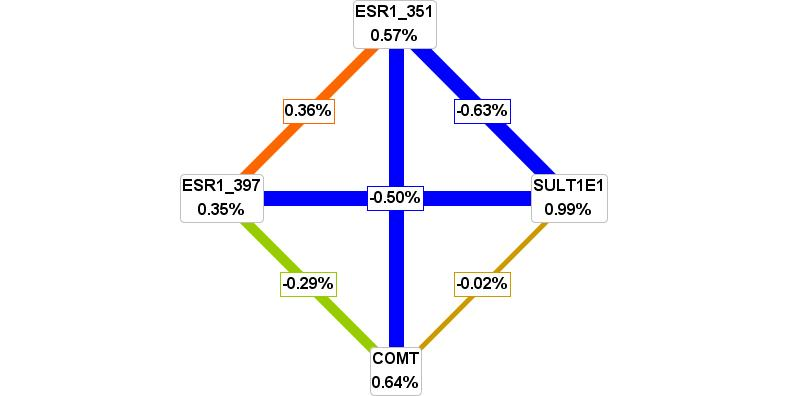 ESR1_351
0.57%
0.36%
-0.63%
ESR1_397
0.35%
-0.50%
SULT1E1
0.99%
-0.29%
-0.02%
COMT
0.64%